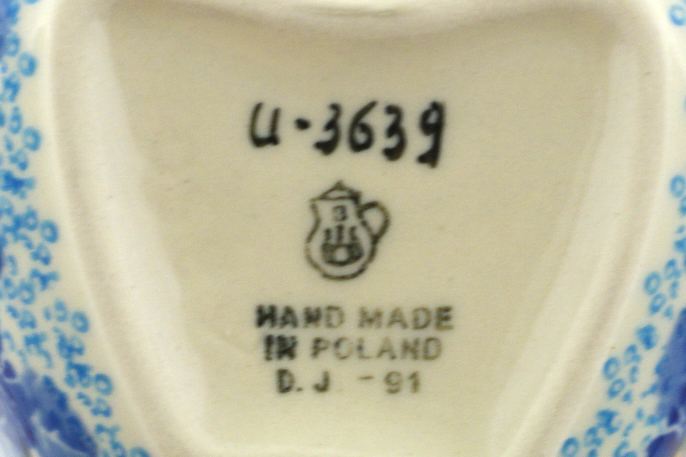 U-3639
B
HAND MADE
IN POLAND
D.J. -91